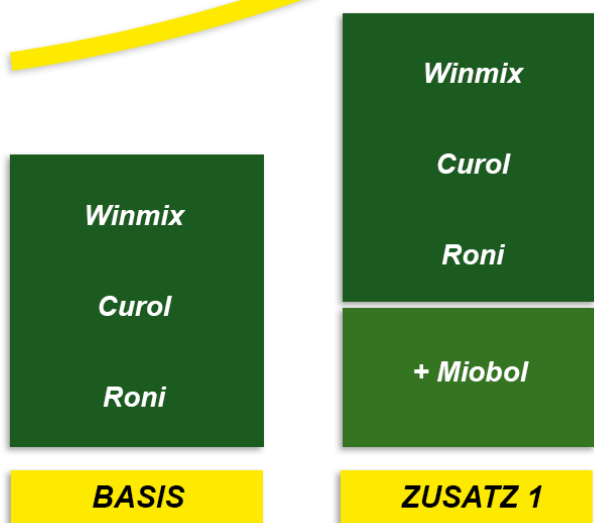 Winmix
Curol
Roni
BASIS
Winmix
Curol
Roni
+ Miobol
ZUSATZ 1